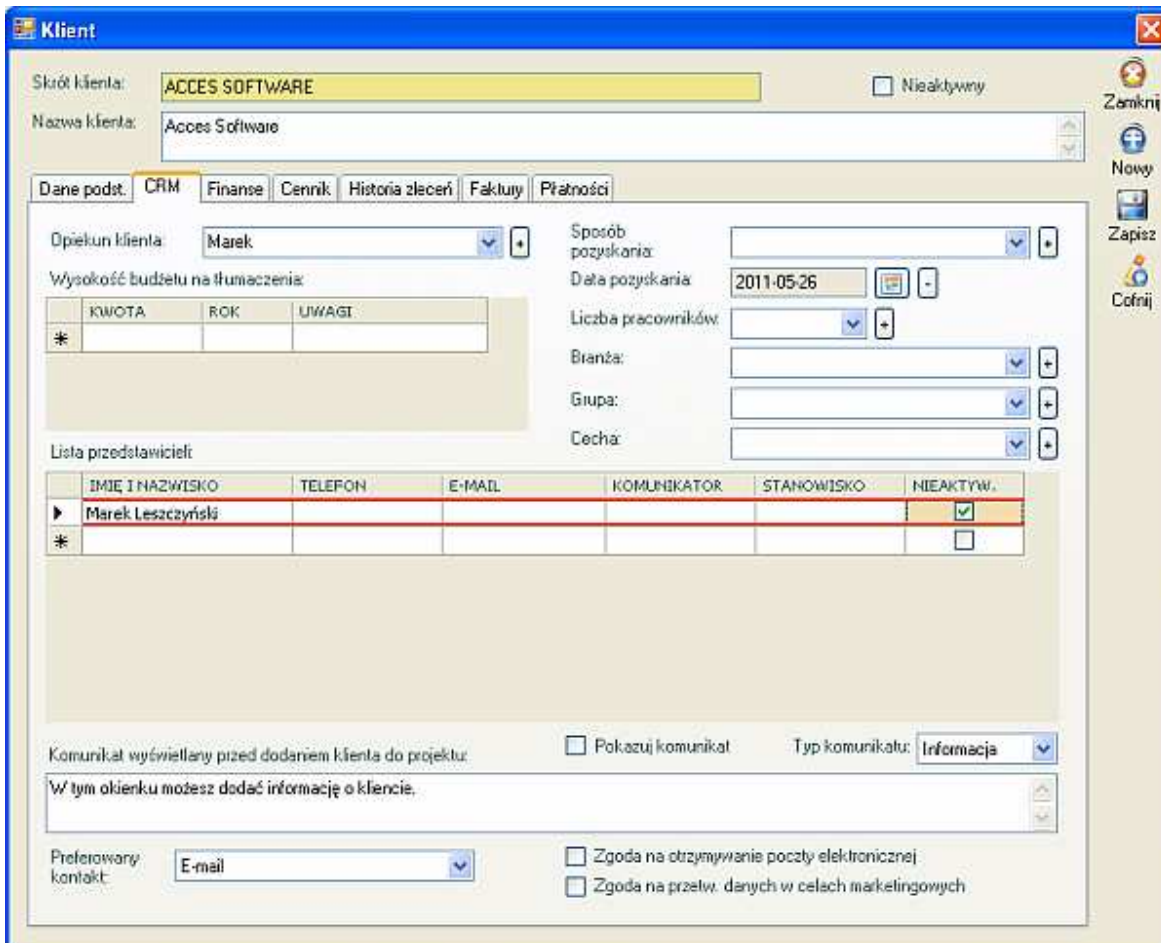 Klient
Skrót klienta: ACCES SOFTWARE Nieaktywny
Zamknij
Nazwa klienta: Acces Software
Nowy
Dane podst. CRM Finanse Cennik Historia zleceń Faktury Płatności
Zapisz
Opiekun klienta: Marek
Sposób pozyskania:
Wysokość budżetu na tłumaczenia:
Data pozyskania: 2011-05-26
Cofnij
KWOTA ROK UWAGI
Liczba pracowników:
Branża:
Grupa:
Cecha:
Lista przedstawicieli:
IMIĘ I NAZWISKO TELEFON E-MAIL KOMUNIKATOR STANOWISKO NIEAKTYW.
Marek Leszczyński
Komunikat wyświetlany przed dodaniem klienta do projektu:
Pokazuj komunikat Typ komunikatu: Informacja
W tym okienku możesz dodać informację o kliencie.
Preferowany kontakt: E-mail
Zgoda na otrzymywanie poczty elektronicznej
Zgoda na przetw. danych w celach marketingowych